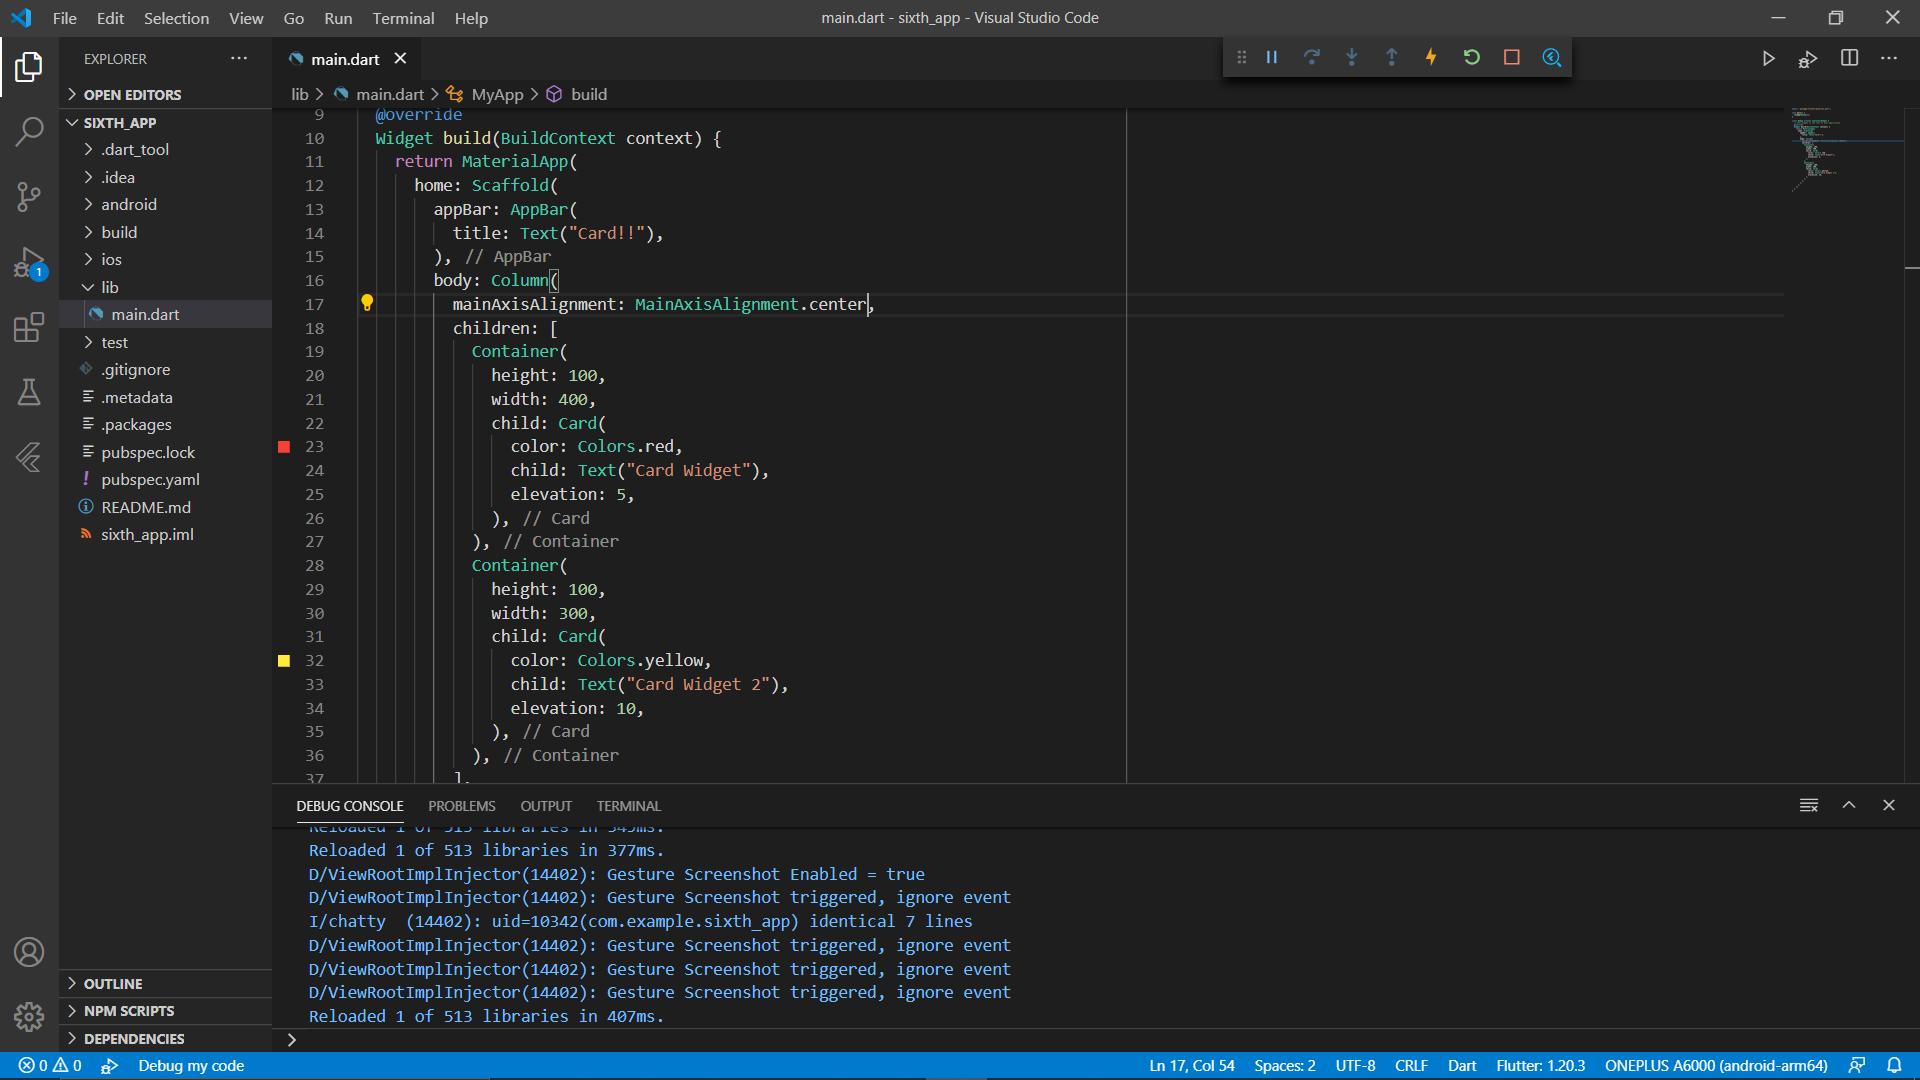 File Edit Selection View Go Run Terminal Help
main.dart - sixth_app - Visual Studio Code
EXPLORER
OPEN EDITORS
SIXTH_APP
.dart_tool
.idea
android
build
ios
lib
main.dart
test
.gitignore
.metadata
.packages
pubspec.lock
pubspec.yaml
README.md
sixth_app.iml
OUTLINE
NPM SCRIPTS
DEPENDENCIES
1
main.dart
lib > main.dart > MyApp > build
9 @override
10 Widget build(BuildContext context) {
11 return MaterialApp(
12 home: Scaffold(
13 appBar: AppBar(
14 title: Text("Card!!"),
15 ), // AppBar
16 body: Column(
17 mainAxisAlignment: MainAxisAlignment.center,
18 children: [
19 Container(
20 height: 100,
21 width: 400,
22 child: Card(
23 color: Colors.red,
24 child: Text("Card Widget"),
25 elevation: 5,
26 ), // Card
27 ), // Container
28 Container(
29 height: 100,
30 width: 300,
31 child: Card(
32 color: Colors.yellow,
33 child: Text("Card Widget 2"),
34 elevation: 10,
35 ), // Card
36 ), // Container
37 ],
DEBUG CONSOLE PROBLEMS OUTPUT TERMINAL
Reloaded 1 of 513 libraries in 345ms.
Reloaded 1 of 513 libraries in 377ms.
D/ViewRootImplInjector(14402): Gesture Screenshot Enabled = true
D/ViewRootImplInjector(14402): Gesture Screenshot triggered, ignore event
I/chatty  (14402): uid=10342(com.example.sixth_app) identical 7 lines
D/ViewRootImplInjector(14402): Gesture Screenshot triggered, ignore event
D/ViewRootImplInjector(14402): Gesture Screenshot triggered, ignore event
D/ViewRootImplInjector(14402): Gesture Screenshot triggered, ignore event
Reloaded 1 of 513 libraries in 407ms.
>
0 0 Debug my code Ln 17, Col 54 Spaces: 2 UTF-8 CRLF Dart Flutter: 1.20.3 ONEPLUS A6000 (android-arm64)